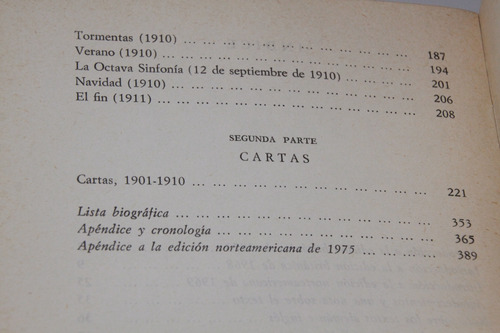 Tormentas (1910) ... ... ... ... ... ... ... ... ... ... ... ... 187
Verano (1910) ... ... ... ... ... ... ... ... ... ... ... ... ... 194
La Octava Sinfonía (12 de septiembre de 1910) ... ... ... ... 201
Navidad (1910) ... ... ... ... ... ... ... ... ... ... ... ... 206
El fin (1911) ... ... ... ... ... ... ... ... ... ... ... ... ... 208
SEGUNDA PARTE
CARTAS
Cartas, 1901-1910 ... ... ... ... ... ... ... ... ... ... ... ... 221
Lista biográfica ... ... ... ... ... ... ... ... ... ... ... ... 353
Apéndice y cronología ... ... ... ... ... ... ... ... ... ... ... 365
Apéndice a la edición norteamericana de 1975 ... ... ... ... ... 389